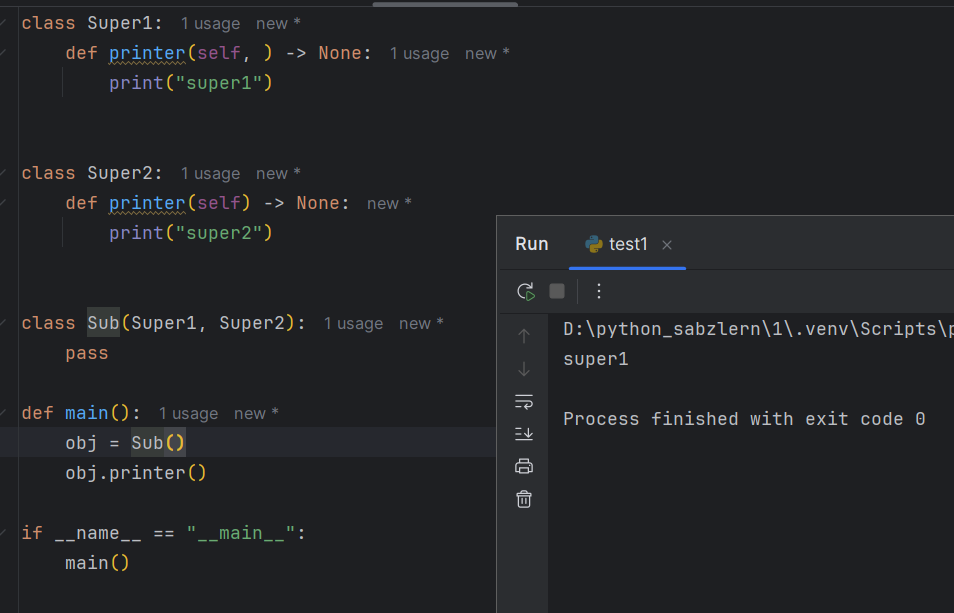 class Super1:  1 usage  new *
    def printer(self, ) -> None:  1 usage  new *
        print("super1")
class Super2:  1 usage  new *
    def printer(self) -> None:  new *
        print("super2")
class Sub(Super1, Super2):  1 usage  new *
    pass
def main():  1 usage  new *
    obj = Sub()
    obj.printer()
if __name__ == "__main__":
    main()
Run  test1
D:\python_sabzlern\1\.venv\Scripts\
super1
Process finished with exit code 0